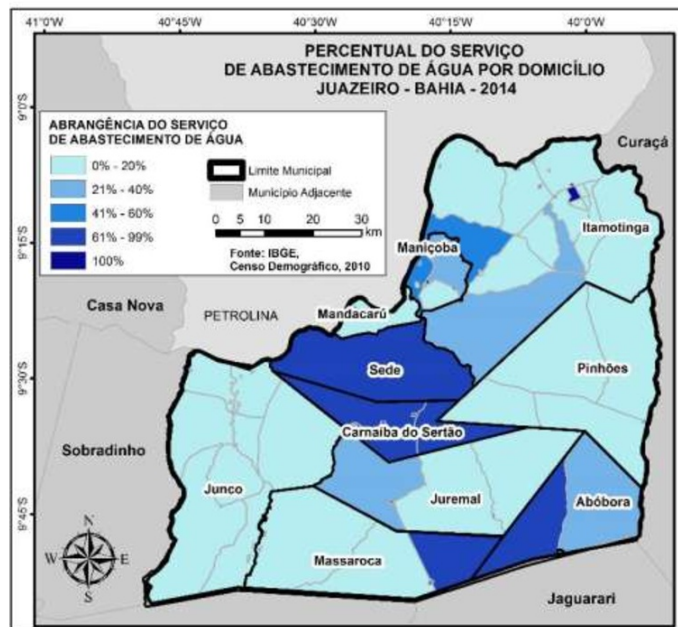 41°0'W 40°45'W 40°30'W 40°15'W 40°0'W
PERCENTUAL DO SERVIÇO
DE ABASTECIMENTO DE ÁGUA POR DOMICÍLIO
JUAZEIRO - BAHIA - 2014
9°0'S
9°15'S
9°30'S
9°45'S
ABRANGÊNCIA DO SERVIÇO
DE ABASTECIMENTO DE ÁGUA
0% - 20%
21% - 40%
41% - 60%
61% - 99%
100%
Limite Municipal
Município Adjacente
0 5 10 20 30
km
Fonte: IBGE,
Censo Demográfico, 2010
Curaçá
Itamotinga
Maniçoba
Casa Nova
PETROLINA
Mandacarú
Sede
Pinhões
Carnaíba do Sertão
Sobradinho
Junco
Juremal
Abóbora
Massaroca
N
W E
S
Jaguarari